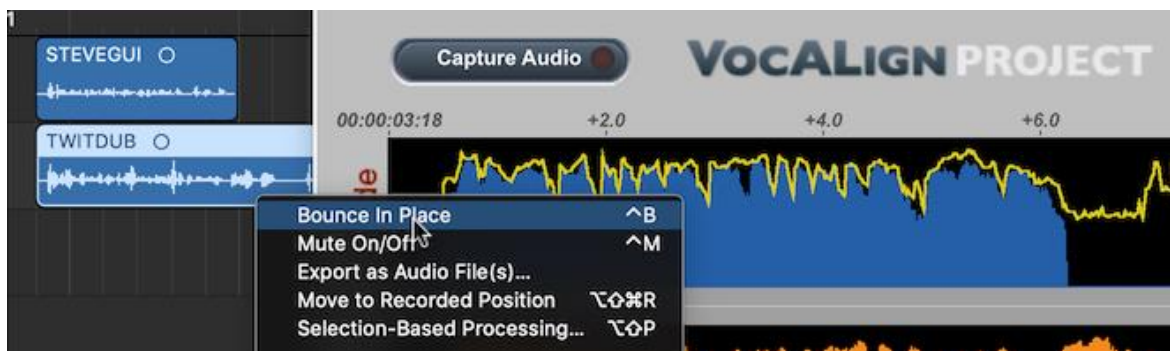 1
STEVEGUI
TWITDUB
Capture Audio
VOCALIGN PROJECT
00:00:03:18 +2.0 +4.0 +6.0
Bounce In Place ^B
Mute On/Off ^M
Export as Audio File(s)...
Move to Recorded Position ⌥⇧⌘R
Selection-Based Processing... ⌥⇧P